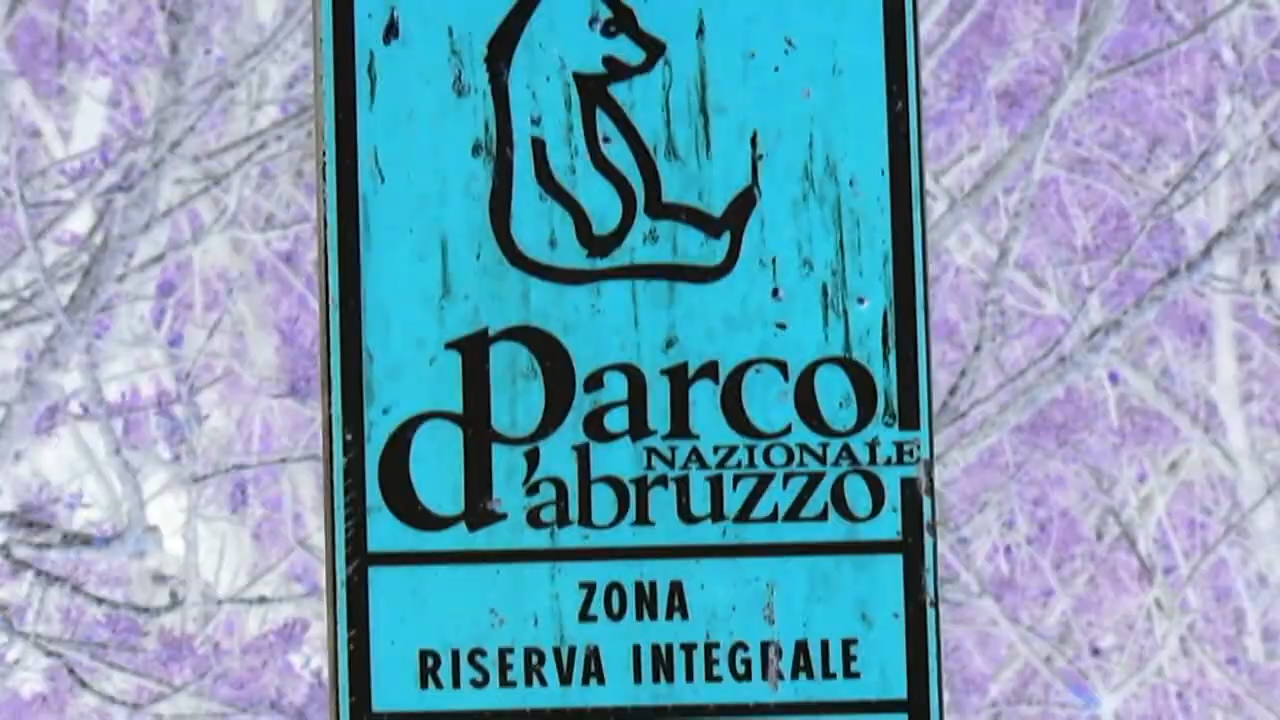 Parco
NAZIONALE
d'abruzzo
ZONA
RISERVA INTEGRALE